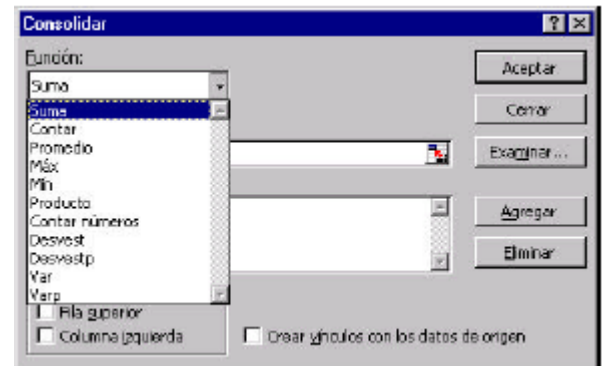 Consolidar
Función:
Suma
Suma
Contar
Promedio
Máx
Mín
Producto
Contar números
Desvest
Desvestp
Var
Varp
Fila superior
Columna izquierda
Crear vínculos con los datos de origen
Aceptar
Cerrar
Examinar...
Agregar
Eliminar